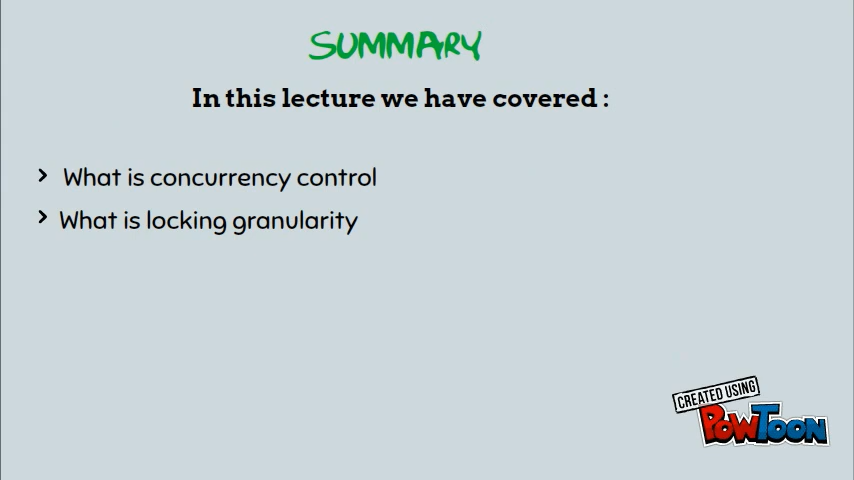 SUMMARY
In this lecture we have covered :
> What is concurrency control
> What is locking granularity
CREATED USING
POWTOON